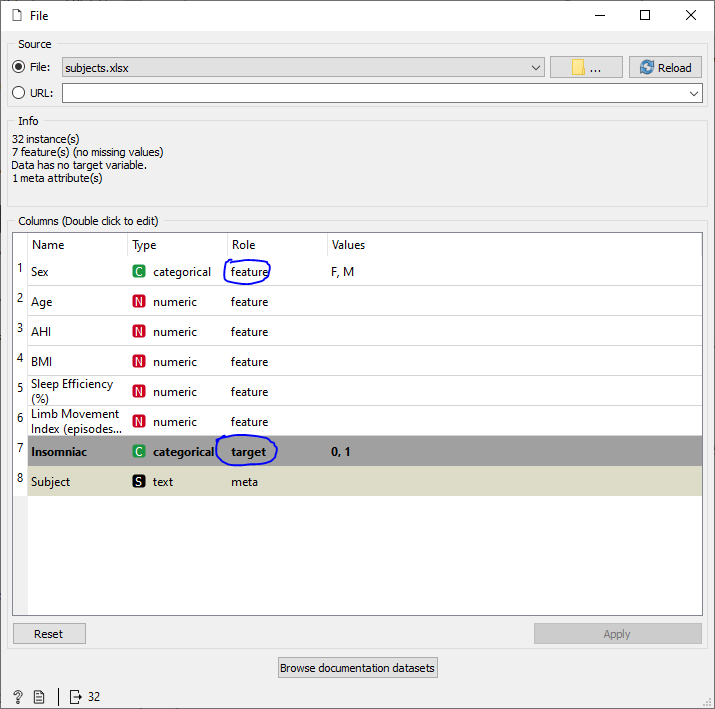 File
Source
File: subjects.xlsx ... Reload
URL:
Info
32 instance(s)
7 feature(s) (no missing values)
Data has no target variable.
1 meta attribute(s)
Columns (Double click to edit)
Name Type Role Values
1 Sex C categorical feature F, M
2 Age N numeric feature
3 AHI N numeric feature
4 BMI N numeric feature
5 Sleep Efficiency
(%) N numeric feature
6 Limb Movement
Index (episodes... N numeric feature
7 Insomniac C categorical target 0, 1
8 Subject S text meta
Reset Apply
Browse documentation datasets
? 32